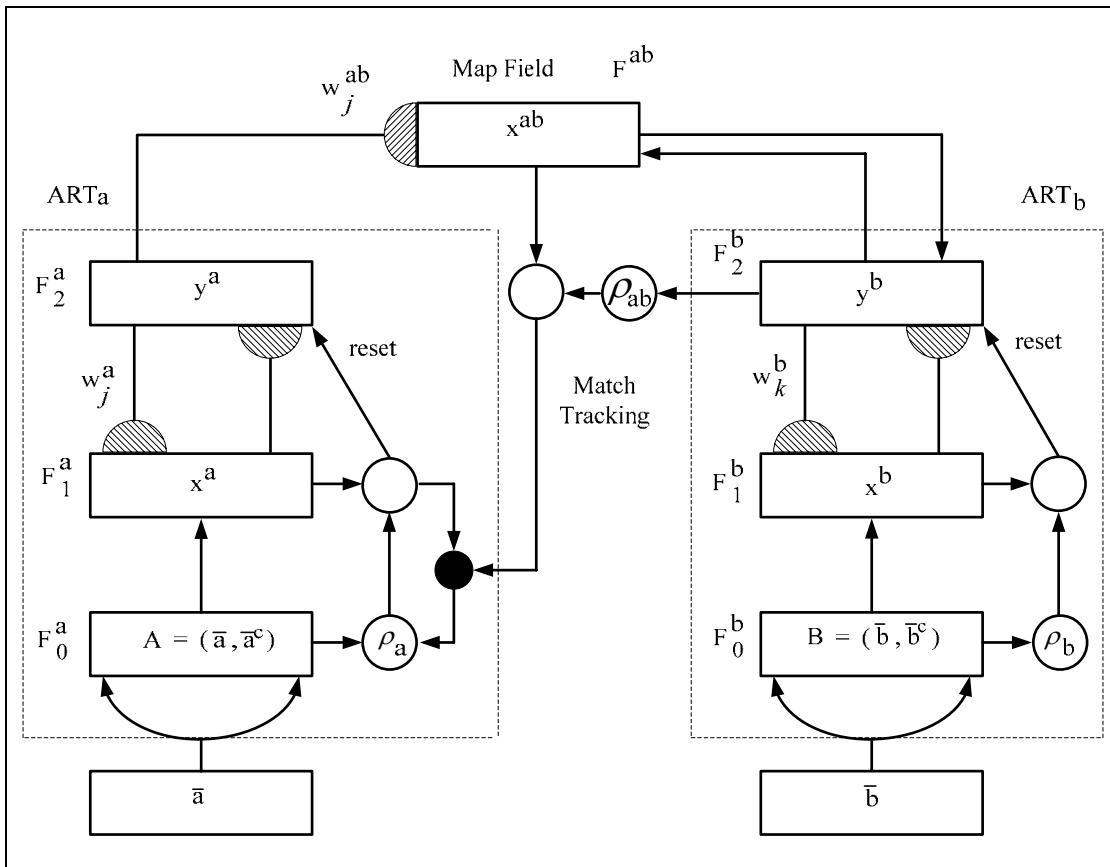 Map Field
F^ab
w_j^ab
x^ab
ART_a
ART_b
F_2^a
y^a
ρ_ab
F_2^b
y^b
reset
reset
w_j^a
Match
Tracking
w_k^b
F_1^a
x^a
F_1^b
x^b
F_0^a
A = (a̅, a̅^c)
ρ_a
F_0^b
B = (b̅, b̅^c)
ρ_b
a̅
b̅